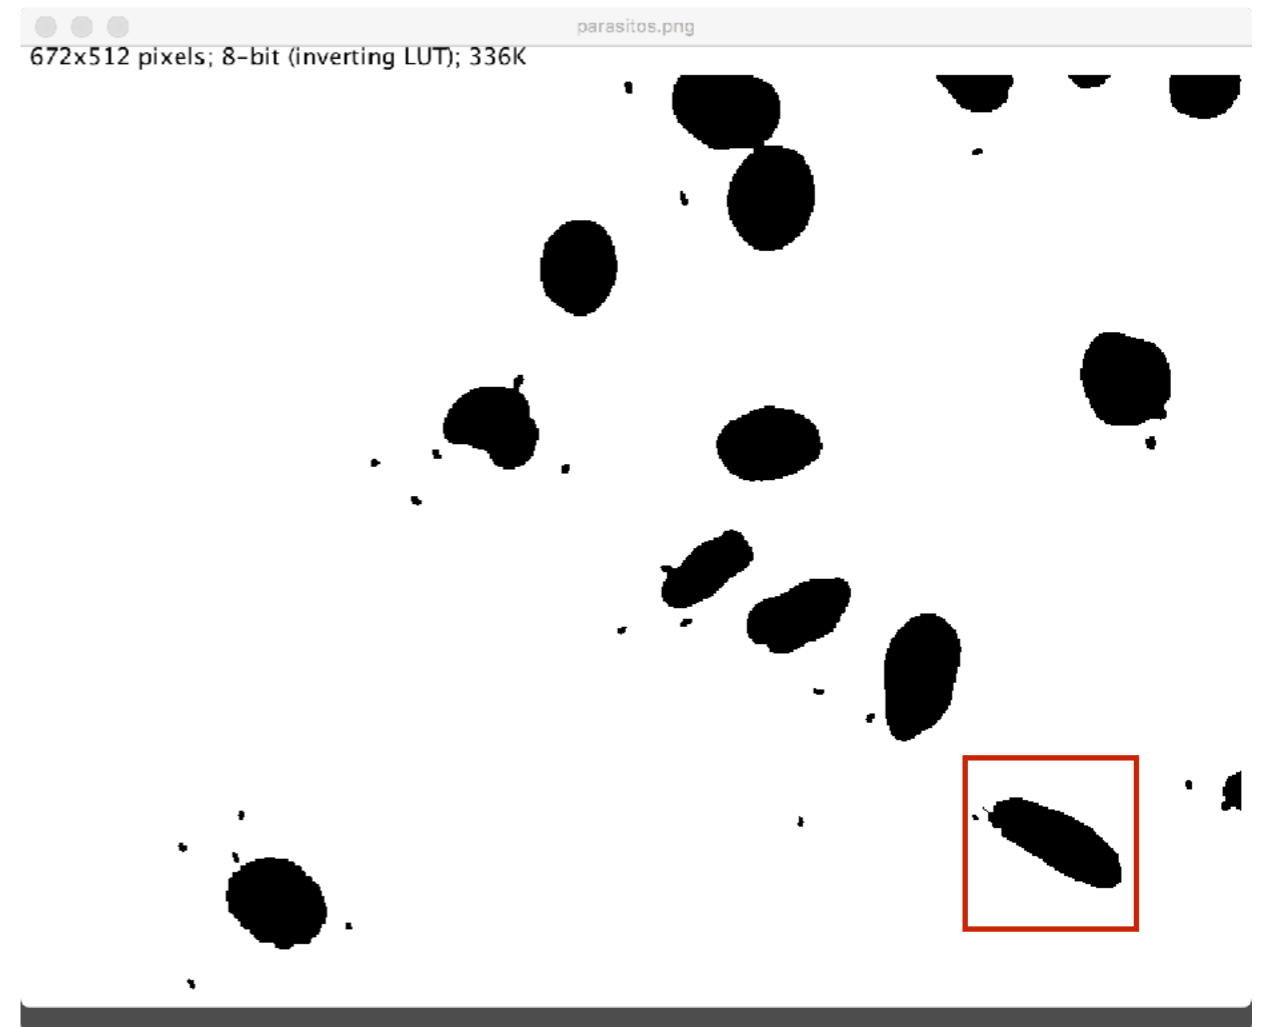 parasitos.png
672x512 pixels; 8-bit (inverting LUT); 336K